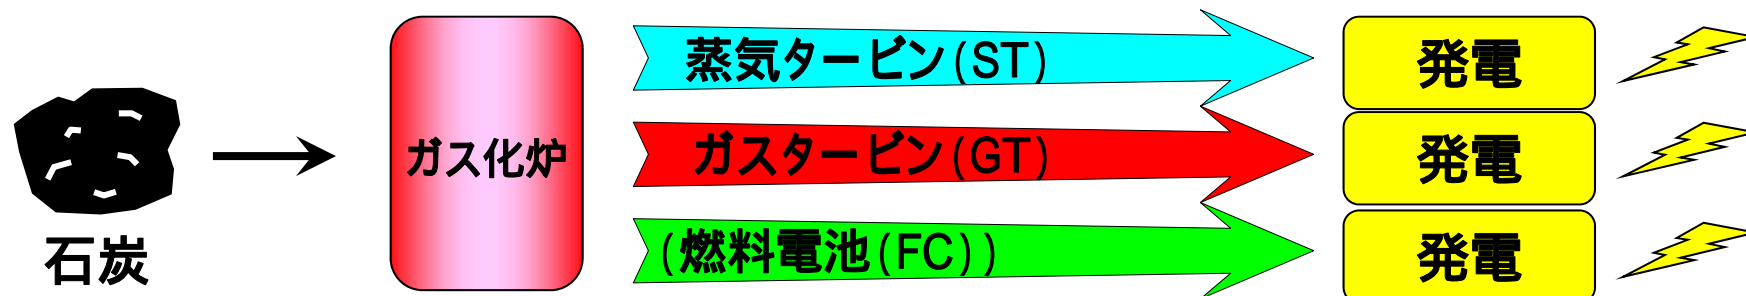 石炭
ガス化炉
蒸気タービン(ST)
発電
ガスタービン(GT)
発電
(燃料電池(FC))
発電